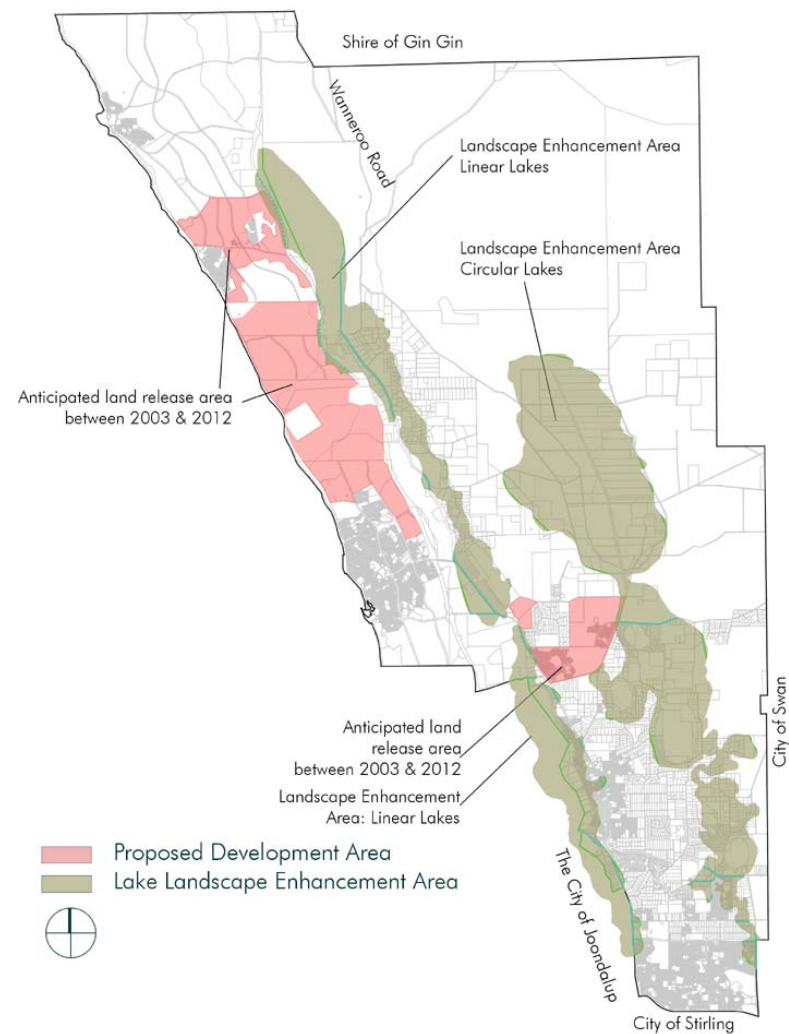 Shire of Gin Gin
Wanneroo Road
Landscape Enhancement Area
Linear Lakes
Landscape Enhancement Area
Circular Lakes
Anticipated land release area
between 2003 & 2012
City of Swan
Anticipated land
release area
between 2003 & 2012
Landscape Enhancement
Area: Linear Lakes
Proposed Development Area
Lake Landscape Enhancement Area
The City of Joondalup
City of Stirling